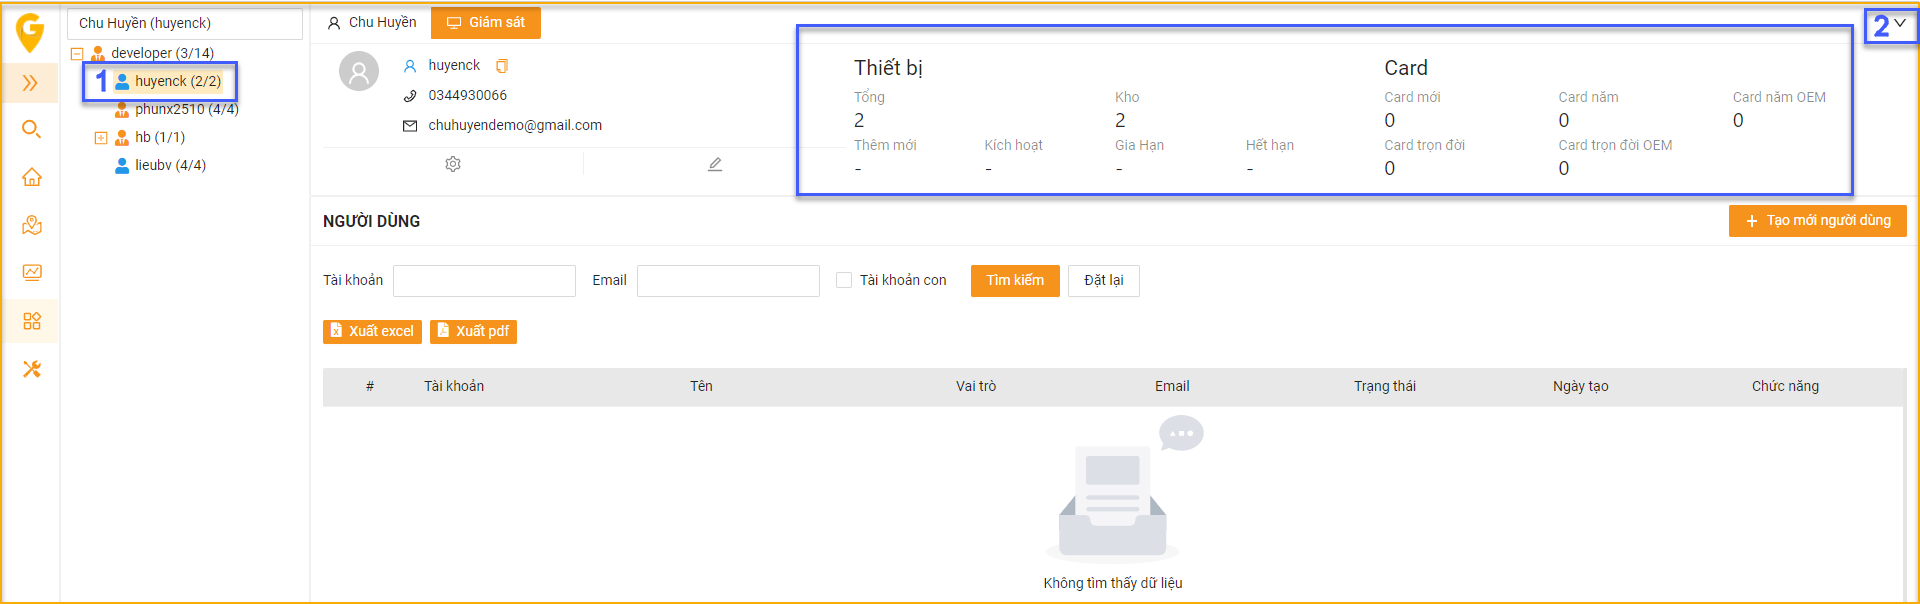 G
Chu Huyền (huyenck)
developer (3/14)
1 huyenck (2/2)
phunx2510 (4/4)
hb (1/1)
lieubv (4/4)
Chu Huyền Giám sát
2
huyenck
0344930066
chuhuyendemo@gmail.com
Thiết bị
Tổng Kho
2 2
Thêm mới Kích hoạt Gia Hạn Hết hạn
- - - -
Card
Card mới Card năm Card năm OEM
0 0 0
Card trọn đời Card trọn đời OEM
0 0
NGƯỜI DÙNG
+ Tạo mới người dùng
Tài khoản Email Tài khoản con Tìm kiếm Đặt lại
Xuất excel Xuất pdf
# Tài khoản Tên Vai trò Email Trạng thái Ngày tạo Chức năng
Không tìm thấy dữ liệu